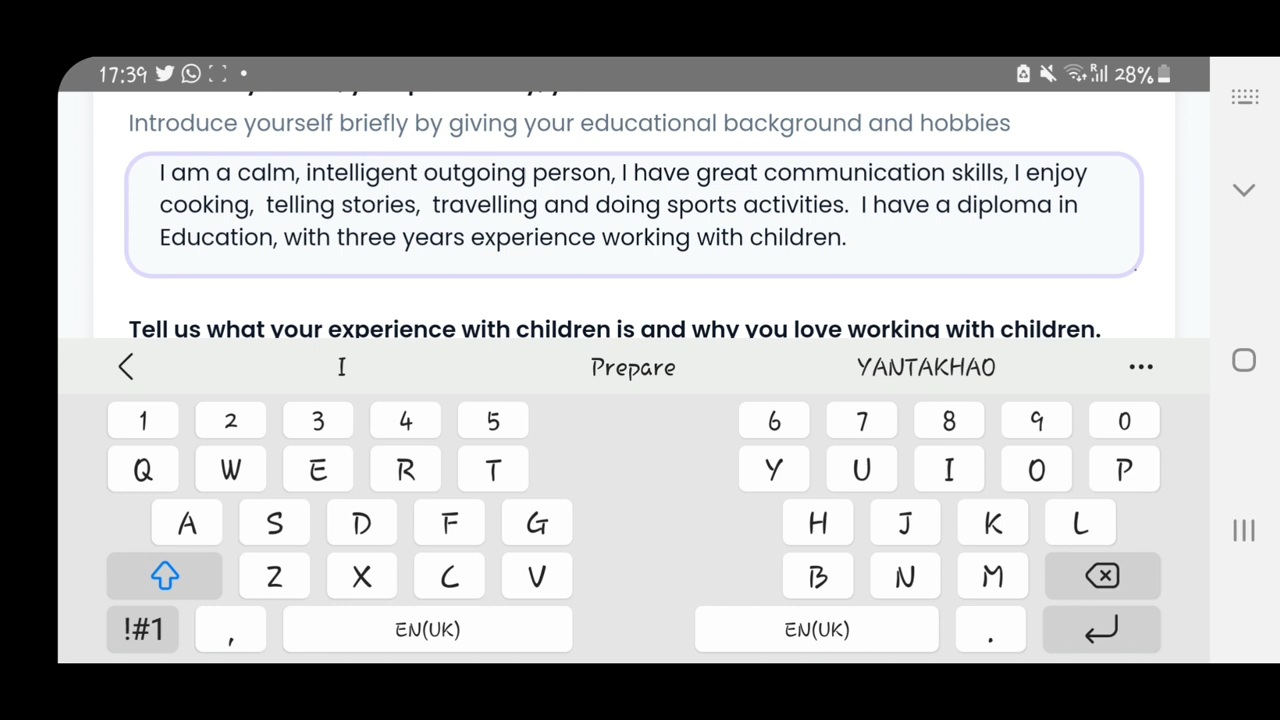 17:39 R 28%
Introduce yourself briefly by giving your educational background and hobbies
I am a calm, intelligent outgoing person, I have great communication skills, I enjoy
cooking,  telling stories,  travelling and doing sports activities.  I have a diploma in
Education, with three years experience working with children.
Tell us what your experience with children is and why you love working with children.
I Prepare YANTAKHAO
1 2 3 4 5 6 7 8 9 0
Q W E R T Y U I O P
A S D F G H J K L
Z X C V B N M
!#1 , EN(UK) EN(UK) .